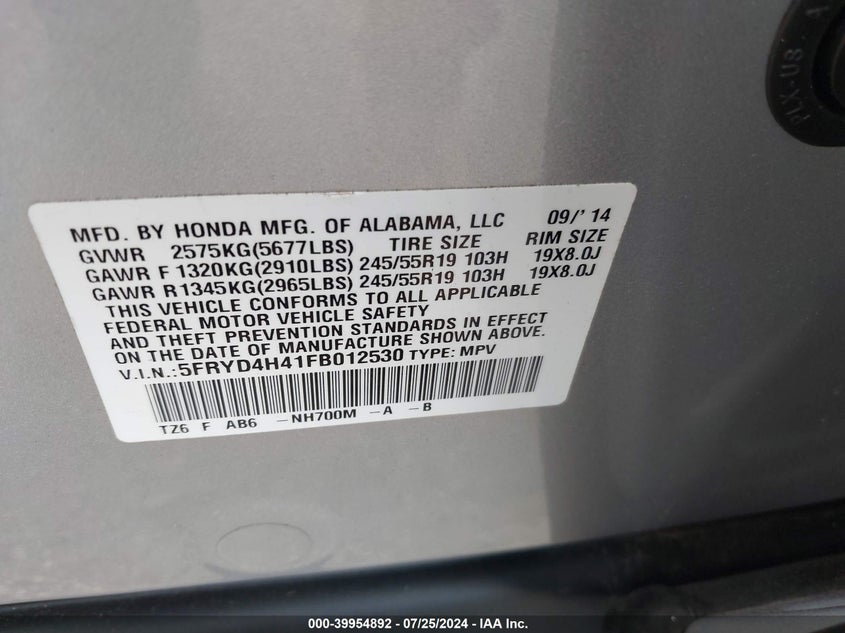 PLX-US A
MFD. BY HONDA MFG. OF ALABAMA, LLC 09/'14
GVWR 2575KG(5677LBS) TIRE SIZE RIM SIZE
GAWR F 1320KG(2910LBS) 245/55R19 103H 19X8.0J
GAWR R1345KG(2965LBS) 245/55R19 103H 19X8.0J
THIS VEHICLE CONFORMS TO ALL APPLICABLE
FEDERAL MOTOR VEHICLE SAFETY
AND THEFT PREVENTION STANDARDS IN EFFECT
ON THE DATE OF MANUFACTURE SHOWN ABOVE.
V.I.N.:5FRYD4H41FB012530 TYPE: MPV
TZ6 F AB6 -NH700M -A -B
000-39954892 / 07/25/2024 - IAA Inc.